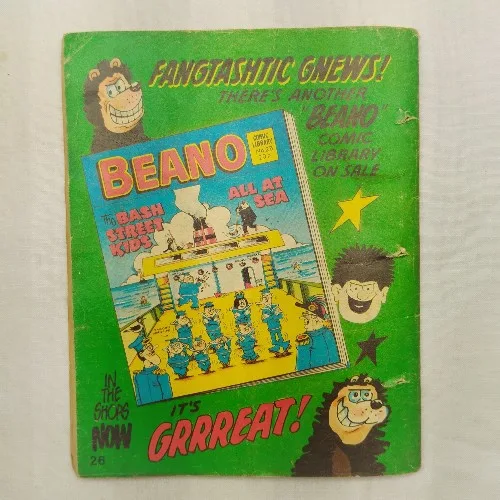 FANGTASHTIC GNEWS!
THERE'S ANOTHER
"BEANO"
COMIC
LIBRARY
ON SALE
BEANO
COMIC
LIBRARY
The
BASH
STREET
KIDS
ALL AT
SEA
IN
THE
SHOPS
NOW
IT'S
GRRREAT!
26